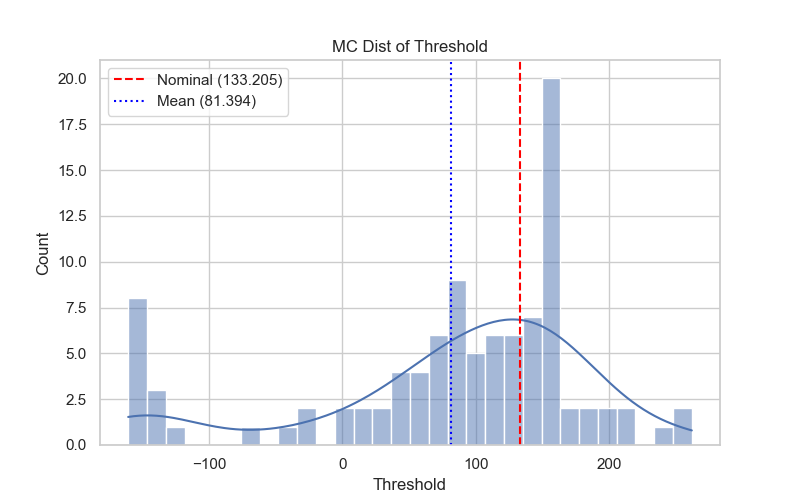 MC Dist of Threshold
Nominal (133.205)
Mean (81.394)
20.0
17.5
15.0
12.5
10.0
7.5
5.0
2.5
0.0
Count
−100
0
100
200
Threshold